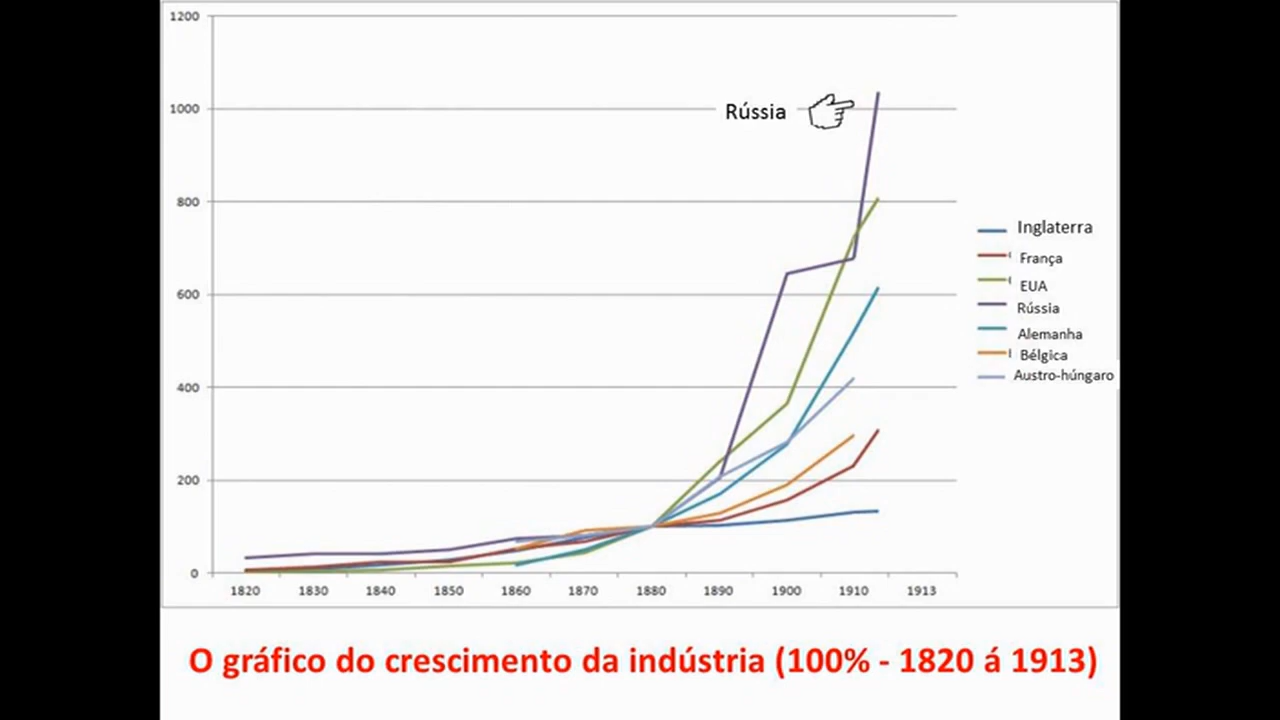 1200
1000
800
600
400
200
0
Rússia
1820 1830 1840 1850 1860 1870 1880 1890 1900 1910 1913
Inglaterra
França
EUA
Rússia
Alemanha
Bélgica
Austro-húngaro
O gráfico do crescimento da indústria (100% - 1820 á 1913)